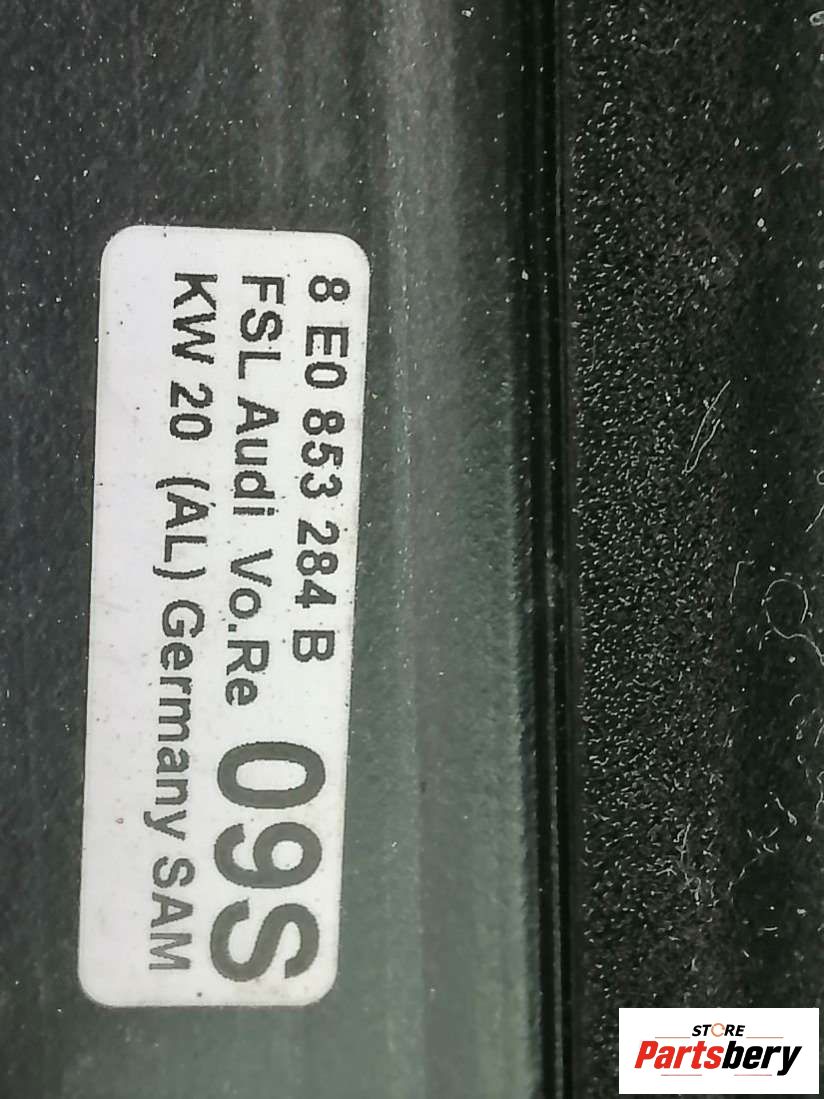 8 E0 853 284 B
FSL Audi Vo.Re
09S
KW 20 (AL) Germany SAM
STORE
Partsbery